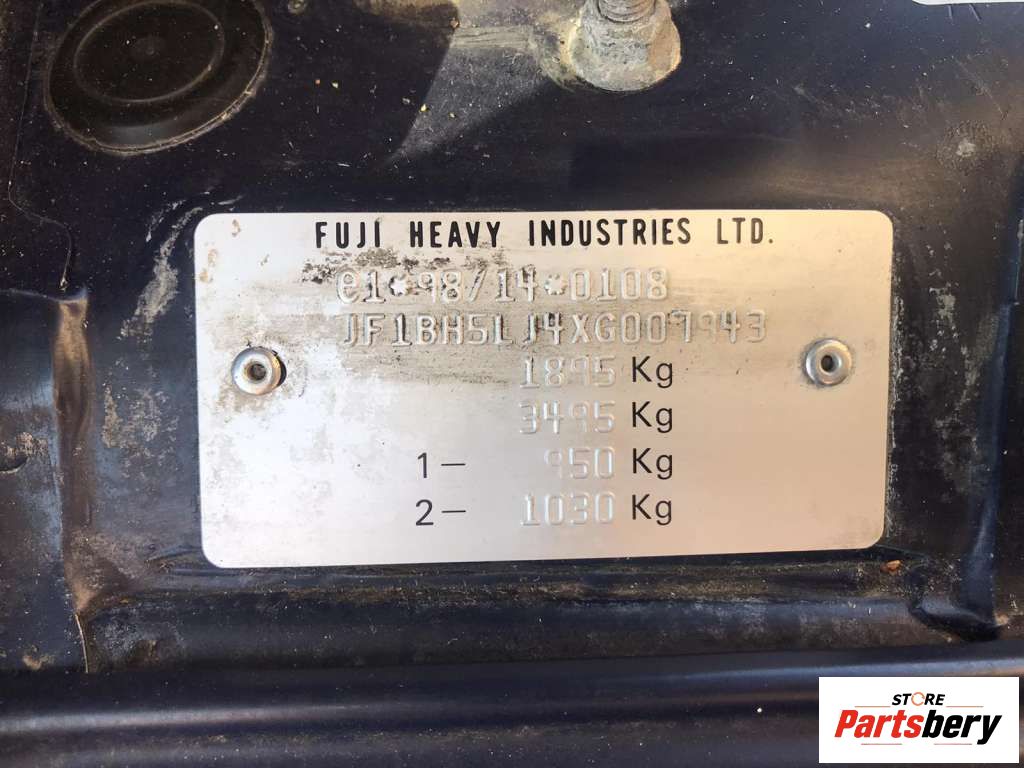 FUJI HEAVY INDUSTRIES LTD.
e1*98/14*0108
JF1BH5LJ4XG007943
1895 Kg
3495 Kg
1- 950 Kg
2- 1030 Kg
STORE
Partsbery